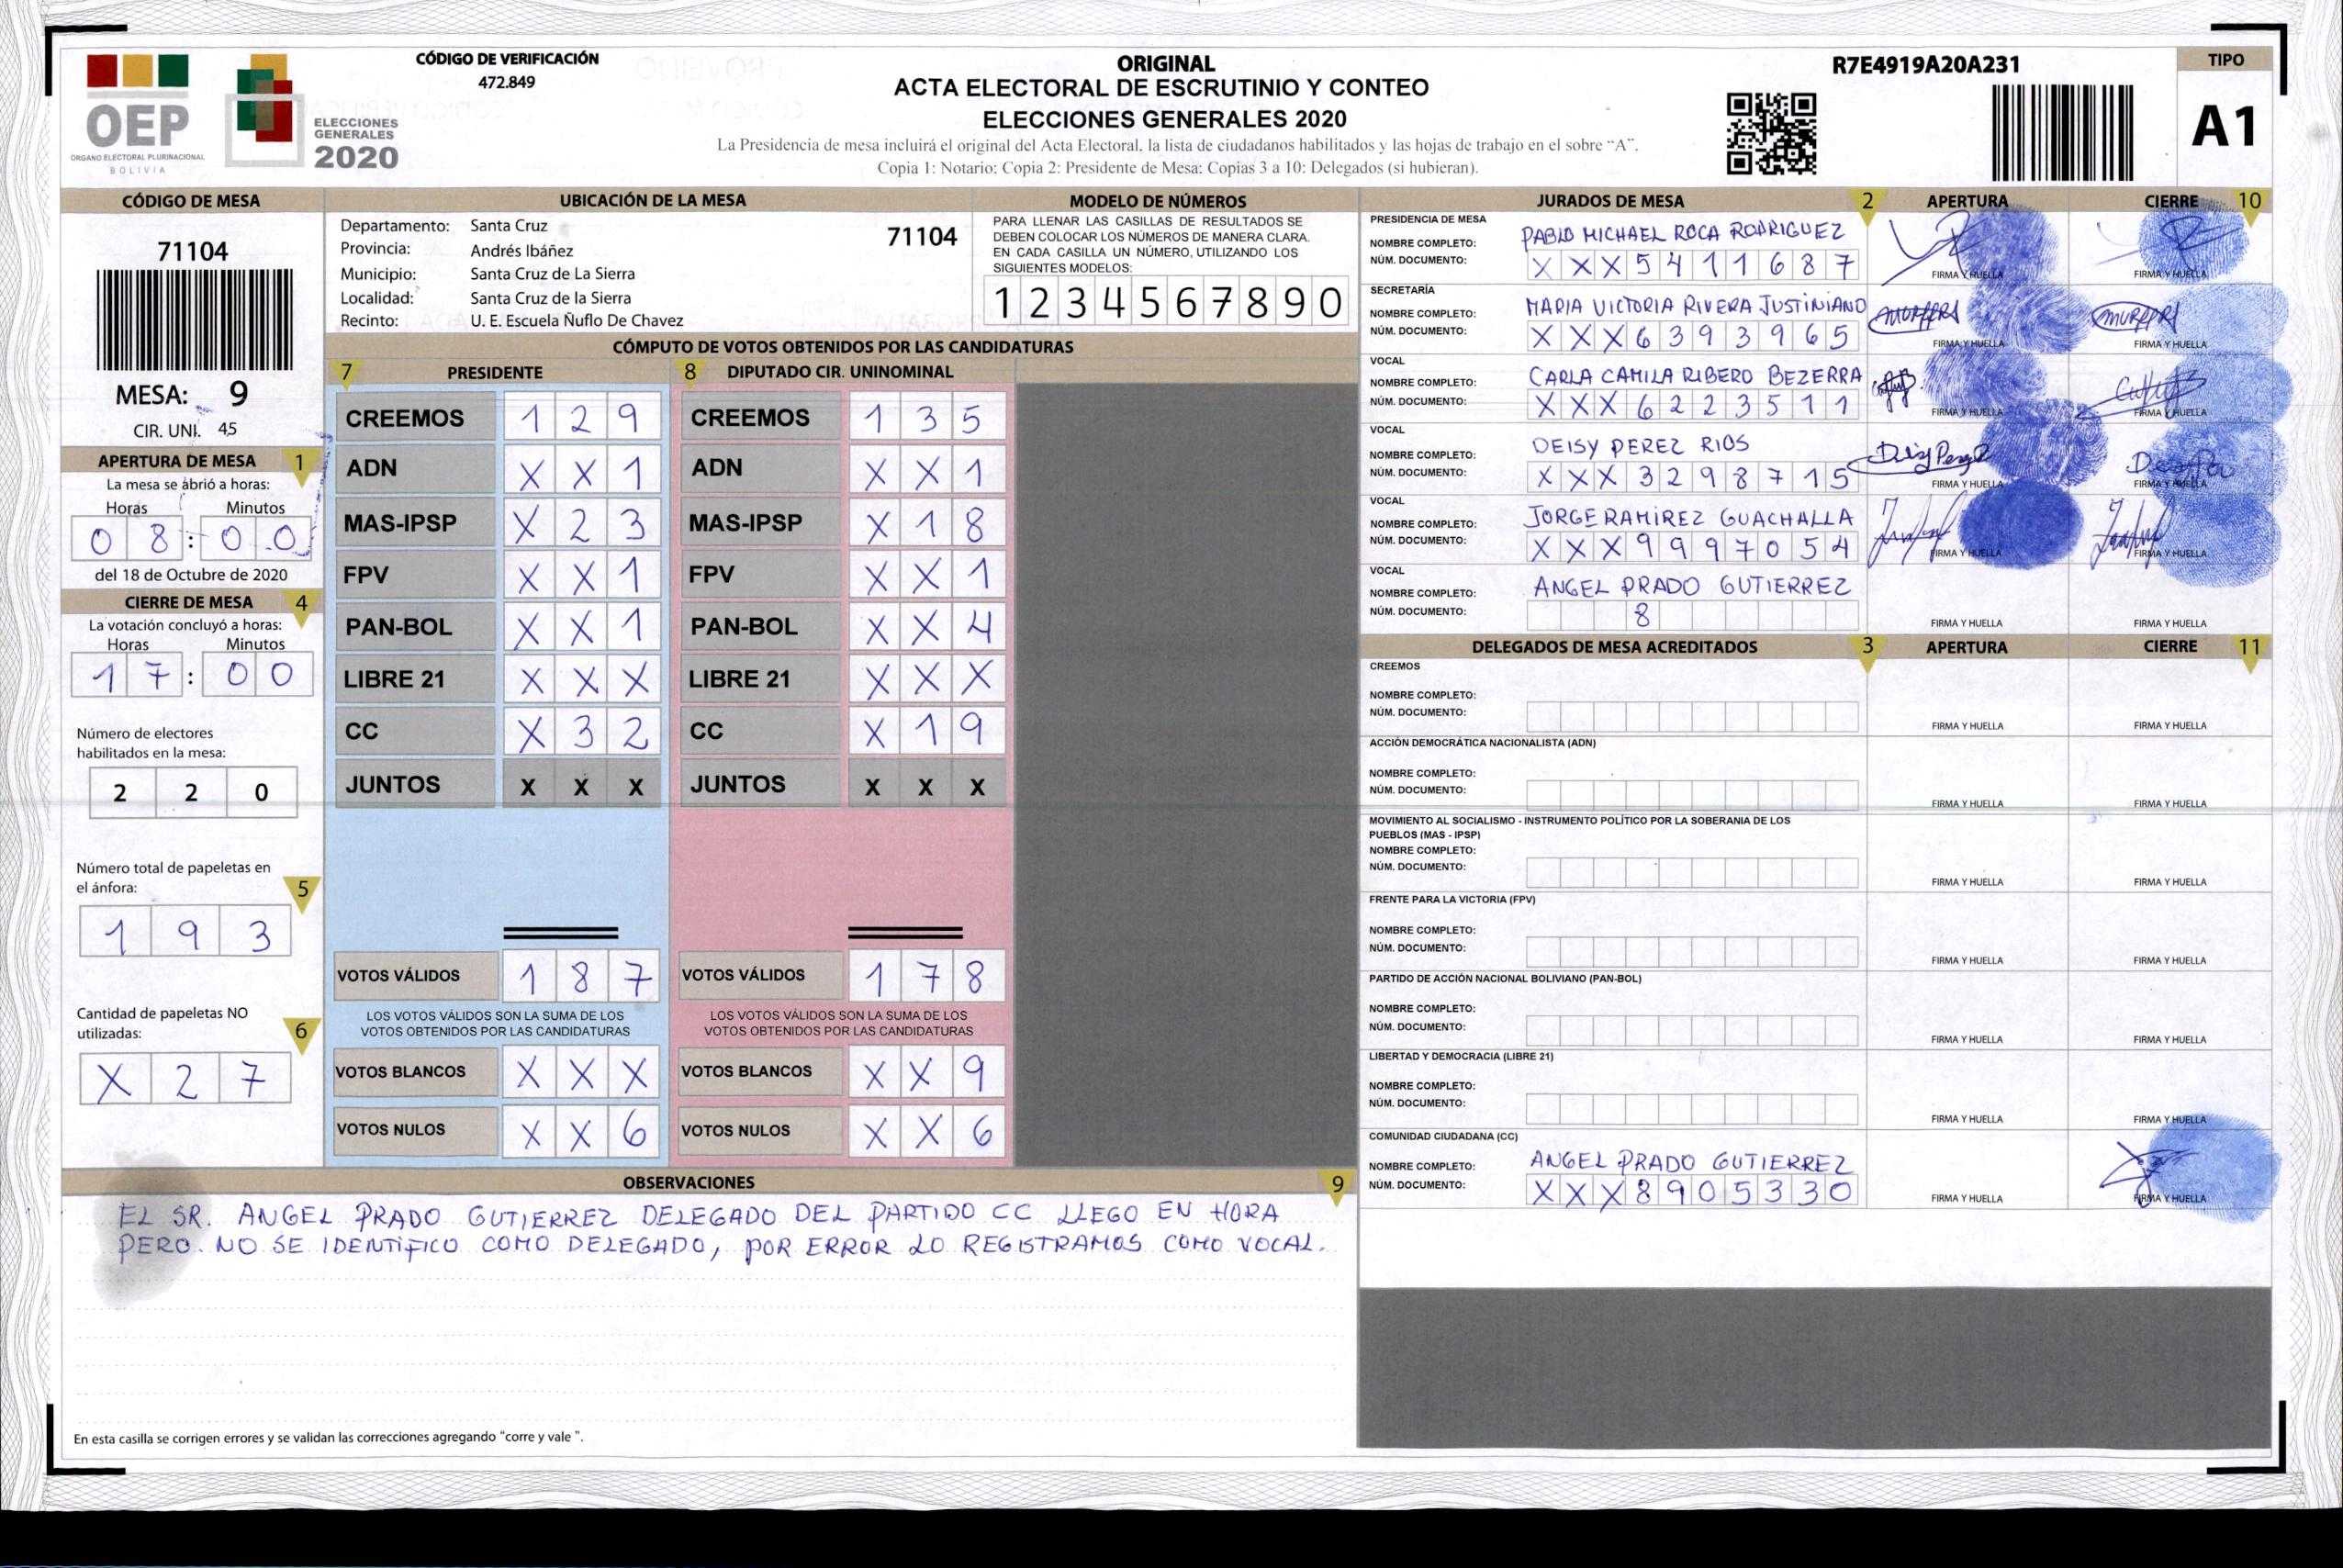 CÓDIGO DE VERIFICACIÓN
472.849
OEP
ORGANO ELECTORAL PLURINACIONAL
BOLIVIA
ELECCIONES
GENERALES
2020
ORIGINAL
ACTA ELECTORAL DE ESCRUTINIO Y CONTEO
ELECCIONES GENERALES 2020
La Presidencia de mesa incluirá el original del Acta Electoral, la lista de ciudadanos habilitados y las hojas de trabajo en el sobre “A”.
Copia 1: Notario: Copia 2: Presidente de Mesa: Copias 3 a 10: Delegados (si hubieran).
R7E4919A20A231
TIPO
A1
CÓDIGO DE MESA
71104
MESA: 9
CIR. UNI. 45
APERTURA DE MESA 1
La mesa se abrió a horas:
Horas Minutos
0 8 : 0 0
del 18 de Octubre de 2020
CIERRE DE MESA 4
La votación concluyó a horas:
Horas Minutos
1 7 : 0 0
Número de electores
habilitados en la mesa:
2 2 0
Número total de papeletas en
el ánfora: 5
1 9 3
Cantidad de papeletas NO
utilizadas: 6
X 2 7
UBICACIÓN DE LA MESA
Departamento: Santa Cruz 71104
Provincia: Andrés Ibáñez
Municipio: Santa Cruz de La Sierra
Localidad: Santa Cruz de la Sierra
Recinto: U. E. Escuela Ñuflo De Chavez
MODELO DE NÚMEROS
PARA LLENAR LAS CASILLAS DE RESULTADOS SE
DEBEN COLOCAR LOS NÚMEROS DE MANERA CLARA.
EN CADA CASILLA UN NÚMERO, UTILIZANDO LOS
SIGUIENTES MODELOS:
1 2 3 4 5 6 7 8 9 0
CÓMPUTO DE VOTOS OBTENIDOS POR LAS CANDIDATURAS
7 PRESIDENTE
CREEMOS 1 2 9
ADN X X 1
MAS-IPSP X 2 3
FPV X X 1
PAN-BOL X X 1
LIBRE 21 X X X
CC X 3 2
JUNTOS X X X
VOTOS VÁLIDOS 1 8 7
LOS VOTOS VÁLIDOS SON LA SUMA DE LOS
VOTOS OBTENIDOS POR LAS CANDIDATURAS
VOTOS BLANCOS X X X
VOTOS NULOS X X 6
8 DIPUTADO CIR. UNINOMINAL
CREEMOS 1 3 5
ADN X X 1
MAS-IPSP X 1 8
FPV X X 1
PAN-BOL X X 4
LIBRE 21 X X X
CC X 1 9
JUNTOS X X X
VOTOS VÁLIDOS 1 7 8
LOS VOTOS VÁLIDOS SON LA SUMA DE LOS
VOTOS OBTENIDOS POR LAS CANDIDATURAS
VOTOS BLANCOS X X 9
VOTOS NULOS X X 6
OBSERVACIONES 9
EL SR. ANGEL PRADO GUTIERREZ DELEGADO DEL PARTIDO CC LLEGO EN HORA
PERO NO SE IDENTIFICO COMO DELEGADO, POR ERROR LO REGISTRAMOS COMO VOCAL.
En esta casilla se corrigen errores y se validan las correcciones agregando "corre y vale ".
JURADOS DE MESA 2 APERTURA CIERRE 10
PRESIDENCIA DE MESA
NOMBRE COMPLETO: PABLO MICHAEL ROCA RODRIGUEZ
NÚM. DOCUMENTO: X X X 5 4 1 1 6 8 7 FIRMA Y HUELLA FIRMA Y HUELLA
SECRETARÍA
NOMBRE COMPLETO: MARIA VICTORIA RIVERA JUSTINIANO
NÚM. DOCUMENTO: X X X 6 3 9 3 9 6 5 FIRMA Y HUELLA FIRMA Y HUELLA
VOCAL
NOMBRE COMPLETO: CARLA CAMILA RIBERO BEZERRA
NÚM. DOCUMENTO: X X X 6 2 2 3 5 1 1 FIRMA Y HUELLA FIRMA Y HUELLA
VOCAL
NOMBRE COMPLETO: DEISY PEREZ RIOS
NÚM. DOCUMENTO: X X X 3 2 9 8 7 1 5 Deisy Perez FIRMA Y HUELLA FIRMA Y HUELLA
VOCAL
NOMBRE COMPLETO: JORGE RAMIREZ GUACHALLA
NÚM. DOCUMENTO: X X X 9 9 9 7 0 5 4 FIRMA Y HUELLA FIRMA Y HUELLA
VOCAL
NOMBRE COMPLETO: ANGEL PRADO GUTIERREZ
NÚM. DOCUMENTO: 8 FIRMA Y HUELLA FIRMA Y HUELLA
DELEGADOS DE MESA ACREDITADOS 3 APERTURA CIERRE 11
CREEMOS
NOMBRE COMPLETO:
NÚM. DOCUMENTO: FIRMA Y HUELLA FIRMA Y HUELLA
ACCIÓN DEMOCRÁTICA NACIONALISTA (ADN)
NOMBRE COMPLETO:
NÚM. DOCUMENTO: FIRMA Y HUELLA FIRMA Y HUELLA
MOVIMIENTO AL SOCIALISMO - INSTRUMENTO POLÍTICO POR LA SOBERANIA DE LOS
PUEBLOS (MAS - IPSP)
NOMBRE COMPLETO:
NÚM. DOCUMENTO: FIRMA Y HUELLA FIRMA Y HUELLA
FRENTE PARA LA VICTORIA (FPV)
NOMBRE COMPLETO:
NÚM. DOCUMENTO: FIRMA Y HUELLA FIRMA Y HUELLA
PARTIDO DE ACCIÓN NACIONAL BOLIVIANO (PAN-BOL)
NOMBRE COMPLETO:
NÚM. DOCUMENTO: FIRMA Y HUELLA FIRMA Y HUELLA
LIBERTAD Y DEMOCRACIA (LIBRE 21)
NOMBRE COMPLETO:
NÚM. DOCUMENTO: FIRMA Y HUELLA FIRMA Y HUELLA
COMUNIDAD CIUDADANA (CC)
NOMBRE COMPLETO: ANGEL PRADO GUTIERREZ
NÚM. DOCUMENTO: X X X 8 9 0 5 3 3 0 FIRMA Y HUELLA FIRMA Y HUELLA